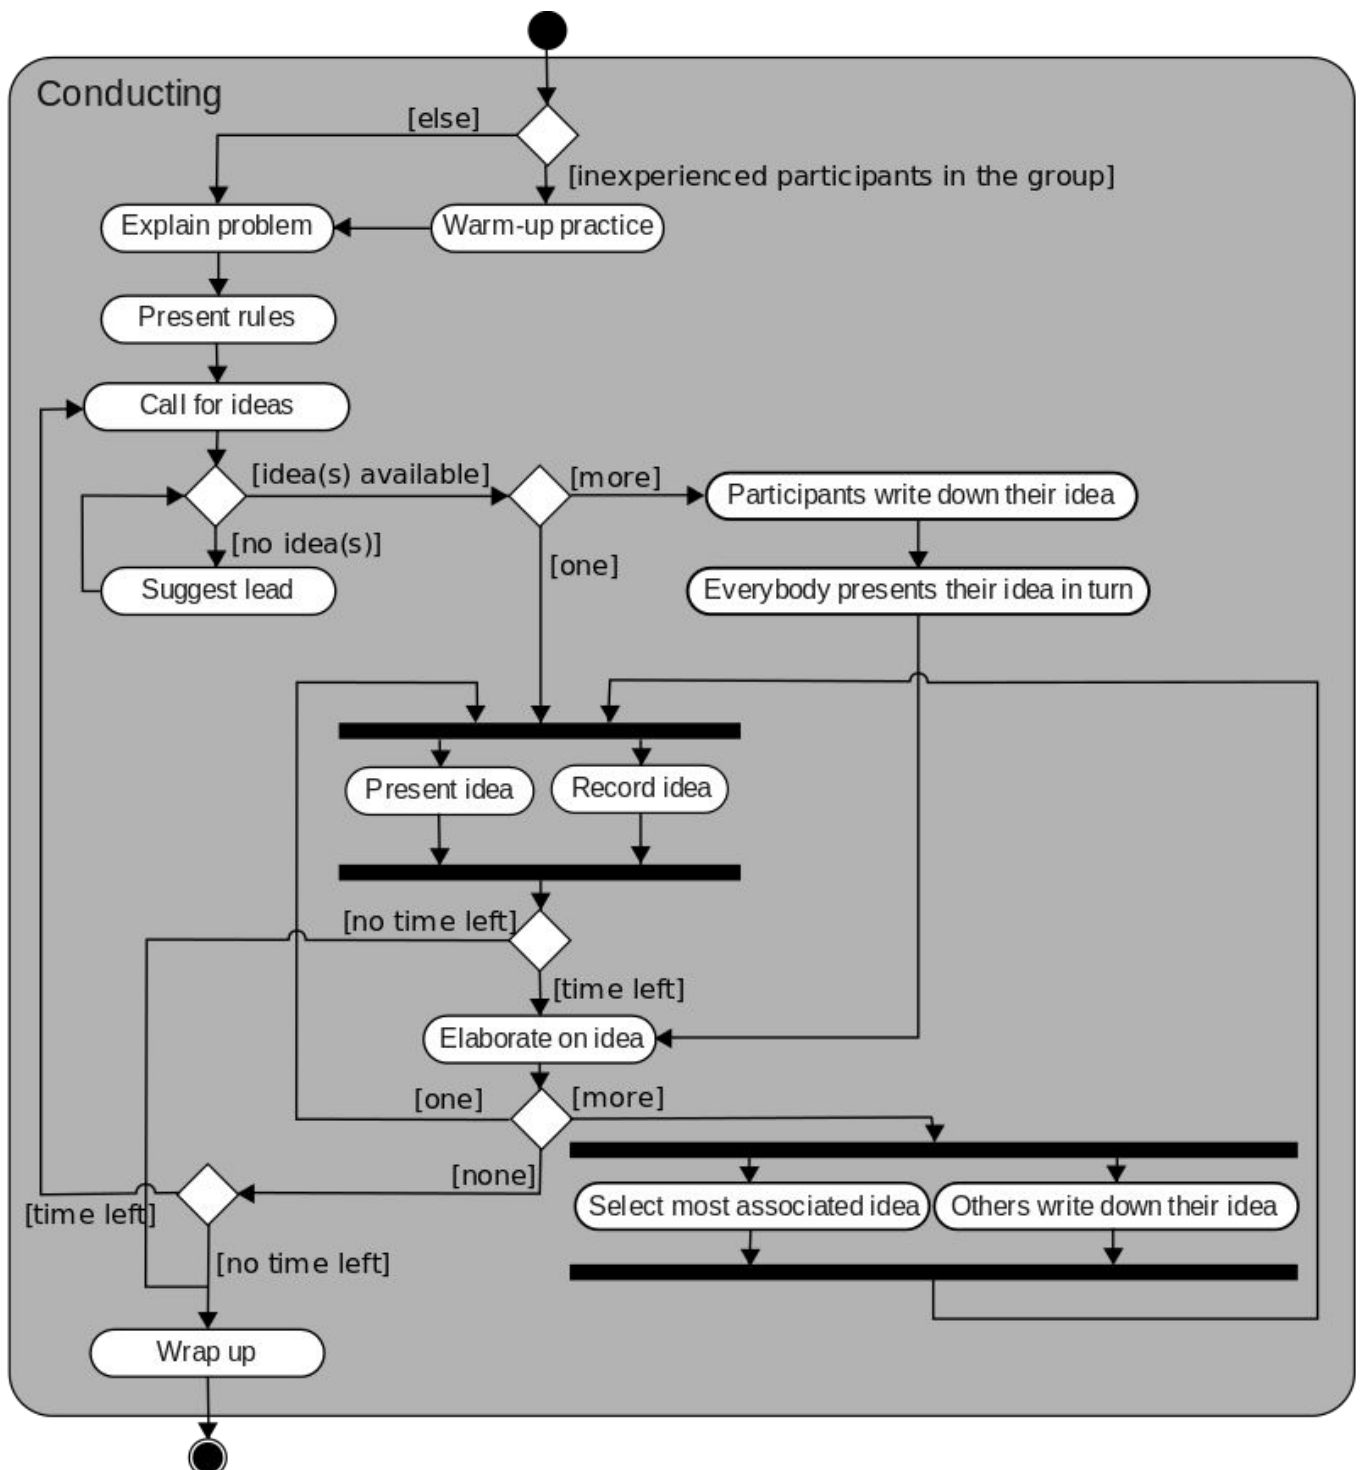 Conducting
[else]
[inexperienced participants in the group]
Explain problem
Warm-up practice
Present rules
Call for ideas
[idea(s) available]
[more]
Participants write down their idea
[no idea(s)]
[one]
Suggest lead
Everybody presents their idea in turn
Present idea
Record idea
[no time left]
[time left]
Elaborate on idea
[one]
[more]
[none]
Select most associated idea
Others write down their idea
[time left]
[no time left]
Wrap up